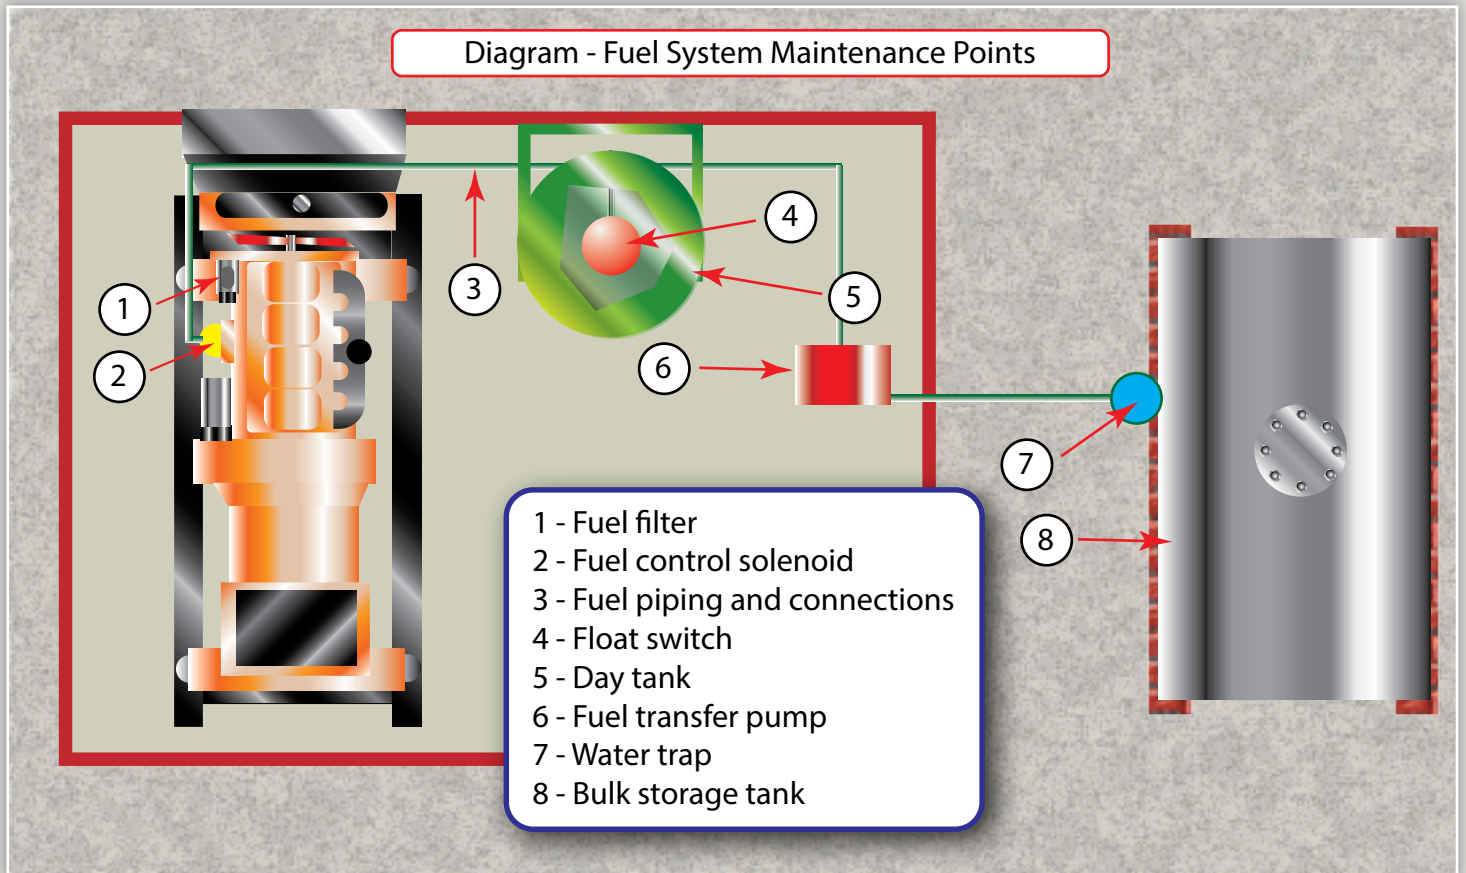 Diagram - Fuel System Maintenance Points
4
3
5
1
6
2
7
8
1 - Fuel filter
2 - Fuel control solenoid
3 - Fuel piping and connections
4 - Float switch
5 - Day tank
6 - Fuel transfer pump
7 - Water trap
8 - Bulk storage tank